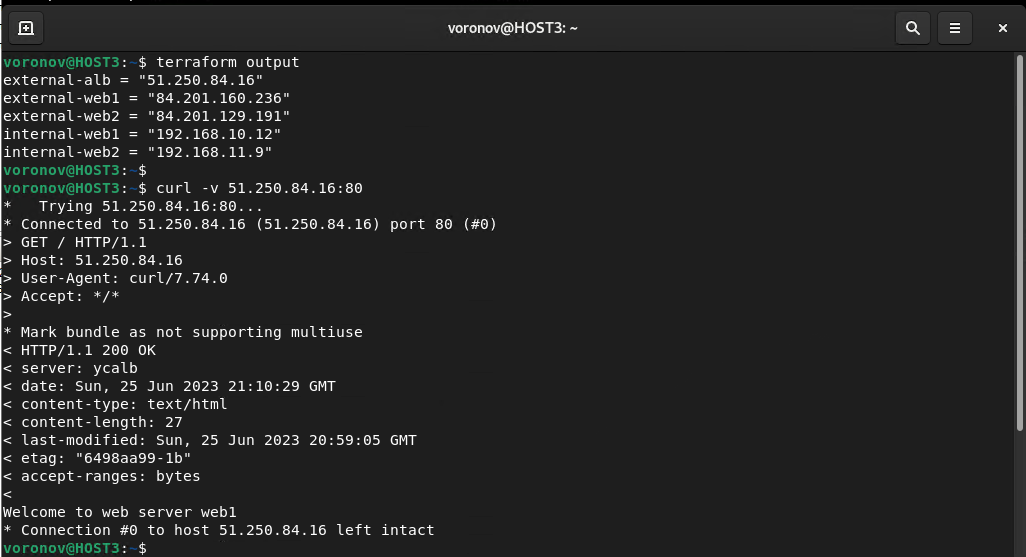 voronov@HOST3: ~
voronov@HOST3:~$ terraform output
external-alb = "51.250.84.16"
external-web1 = "84.201.160.236"
external-web2 = "84.201.129.191"
internal-web1 = "192.168.10.12"
internal-web2 = "192.168.11.9"
voronov@HOST3:~$
voronov@HOST3:~$ curl -v 51.250.84.16:80
*   Trying 51.250.84.16:80...
* Connected to 51.250.84.16 (51.250.84.16) port 80 (#0)
> GET / HTTP/1.1
> Host: 51.250.84.16
> User-Agent: curl/7.74.0
> Accept: */*
>
* Mark bundle as not supporting multiuse
< HTTP/1.1 200 OK
< server: ycalb
< date: Sun, 25 Jun 2023 21:10:29 GMT
< content-type: text/html
< content-length: 27
< last-modified: Sun, 25 Jun 2023 20:59:05 GMT
< etag: "6498aa99-1b"
< accept-ranges: bytes
<
Welcome to web server web1
* Connection #0 to host 51.250.84.16 left intact
voronov@HOST3:~$